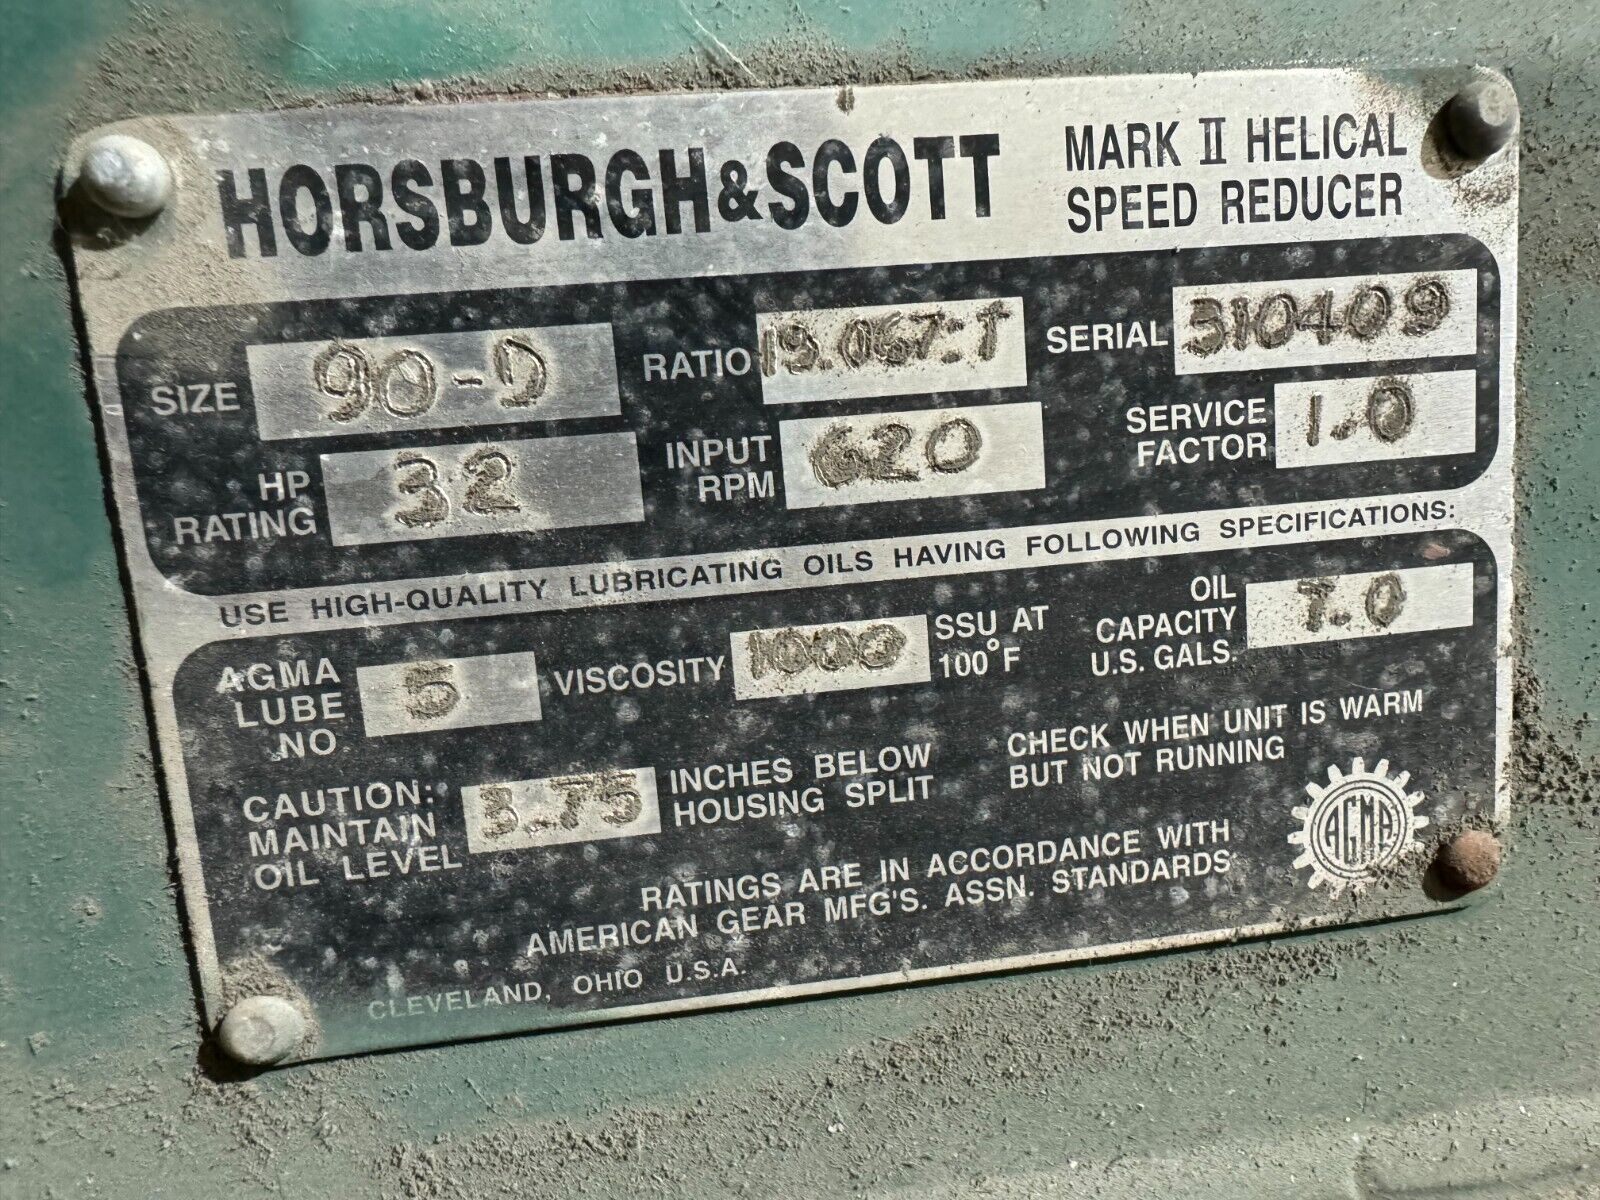 HORSBURGH & SCOTT
MARK II HELICAL
SPEED REDUCER
SIZE 90-D
RATIO 19.067:1
SERIAL 310409
HP RATING 32
INPUT RPM 620
SERVICE FACTOR 1.0
USE HIGH-QUALITY LUBRICATING OILS HAVING FOLLOWING SPECIFICATIONS:
AGMA LUBE NO 5
VISCOSITY 1000 SSU AT 100°F
OIL CAPACITY U.S. GALS. 7.0
CAUTION: MAINTAIN OIL LEVEL 3.75 INCHES BELOW HOUSING SPLIT
CHECK WHEN UNIT IS WARM
BUT NOT RUNNING
RATINGS ARE IN ACCORDANCE WITH
AMERICAN GEAR MFG'S. ASSN. STANDARDS
AGMA
CLEVELAND, OHIO U.S.A.